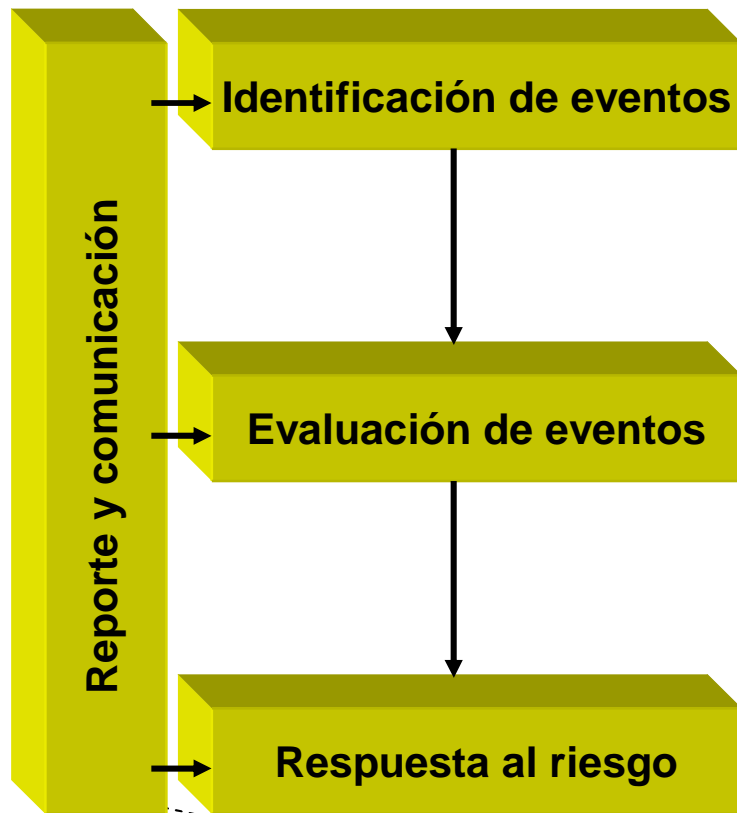 Reporte y comunicación
Identificación de eventos
Evaluación de eventos
Respuesta al riesgo